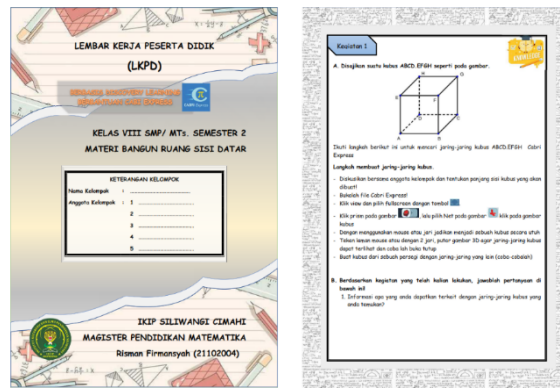 LEMBAR KERJA PESERTA DIDIK
(LKPD)
BERBASIS DISCOVERY LEARNING
BERBANTUAN CABRI EXPRESS
KELAS VIII SMP/ MTs. SEMESTER 2
MATERI BANGUN RUANG SISI DATAR
KETERANGAN KELOMPOK
Nama Kelompok :
Anggota Kelompok : 1
2
3
4
5
IKIP SILIWANGI CIMAHI
MAGISTER PENDIDIKAN MATEMATIKA
Risman Firmansyah (21102004)
Kegiatan 1
A. Disajikan suatu kubus ABCD.EFGH seperti pada gambar.
H G
E F
D C
A B
Ikuti langkah berikut ini untuk mencari jaring-jaring kubus ABCD.EFGH Cabri
Express
Langkah membuat jaring-jaring kubus.
- Diskusikan bersama anggota kelompok dan tentukan panjang sisi kubus yang akan
dibuat!
- Bukalah file Cabri Express!
- Klik view dan pilih fullscreen dengan tombol
- Klik prism pada gambar , lalu pilih Net pada gambar klik pada gambar
kubus
- Dengan menggunakan mouse atau jari jadikan menjadi sebuah kubus secara utuh
- Tekan lama mouse atau dengan 2 jari, putar gambar 3D agar jaring-jaring kubus
dapat terlihat dan coba lah buka tutup
- Buat kubus dari sebuah persegi dengan jaring-jaring yang lain (coba-cobalah)
B. Berdasarkan kegiatan yang telah kalian lakukan, jawablah pertanyaan di
bawah ini!
1. Informasi apa yang anda dapatkan terkait dengan jaring-jaring kubus yang
anda temukan?